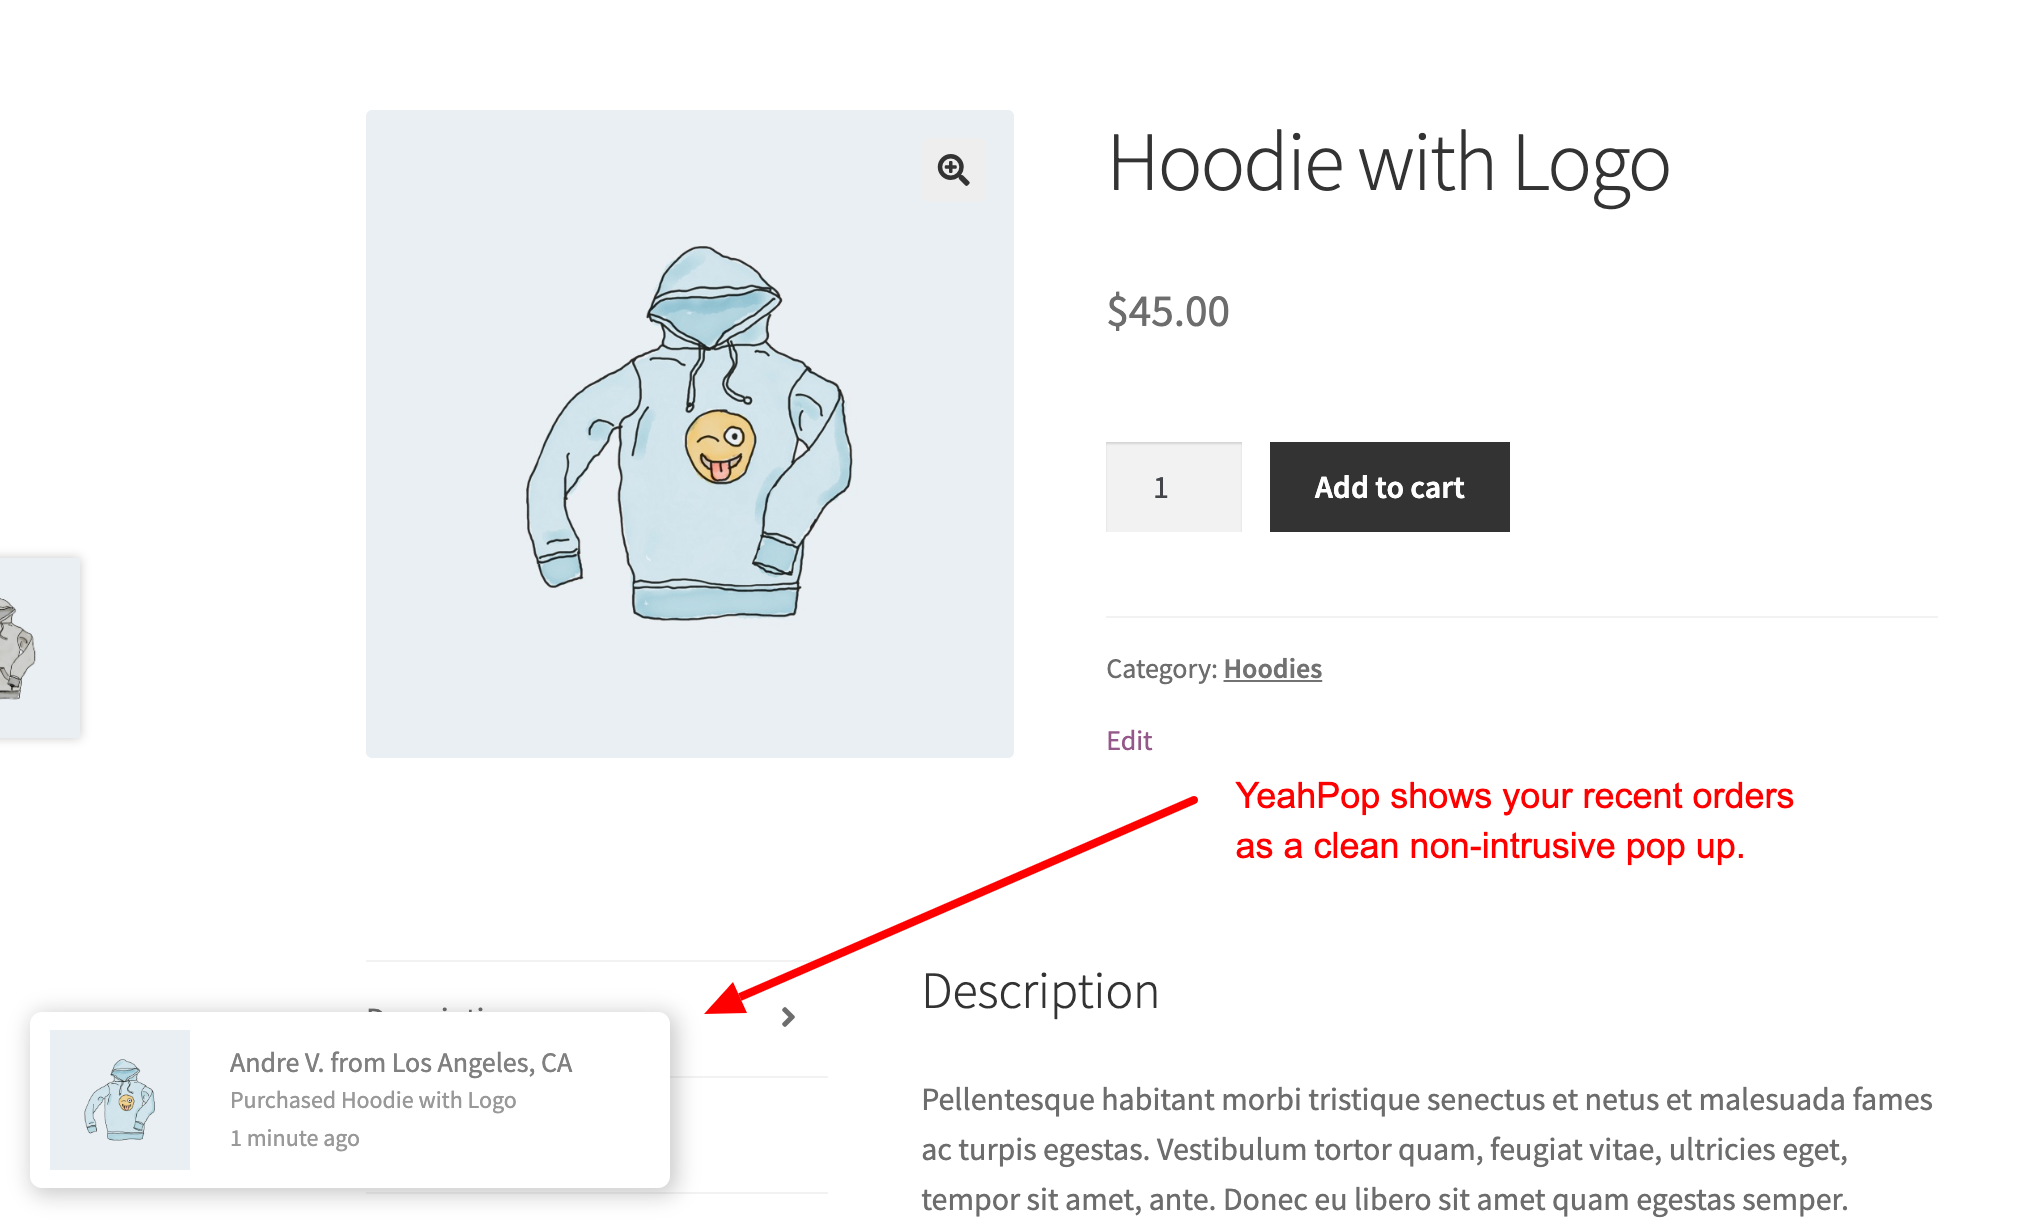 Hoodie with Logo
$45.00
1
Add to cart
Category: Hoodies
Edit
YeahPop shows your recent orders
as a clean non-intrusive pop up.
Description
Andre V. from Los Angeles, CA
Purchased Hoodie with Logo
1 minute ago
Description
Pellentesque habitant morbi tristique senectus et netus et malesuada fames
ac turpis egestas. Vestibulum tortor quam, feugiat vitae, ultricies eget,
tempor sit amet, ante. Donec eu libero sit amet quam egestas semper.